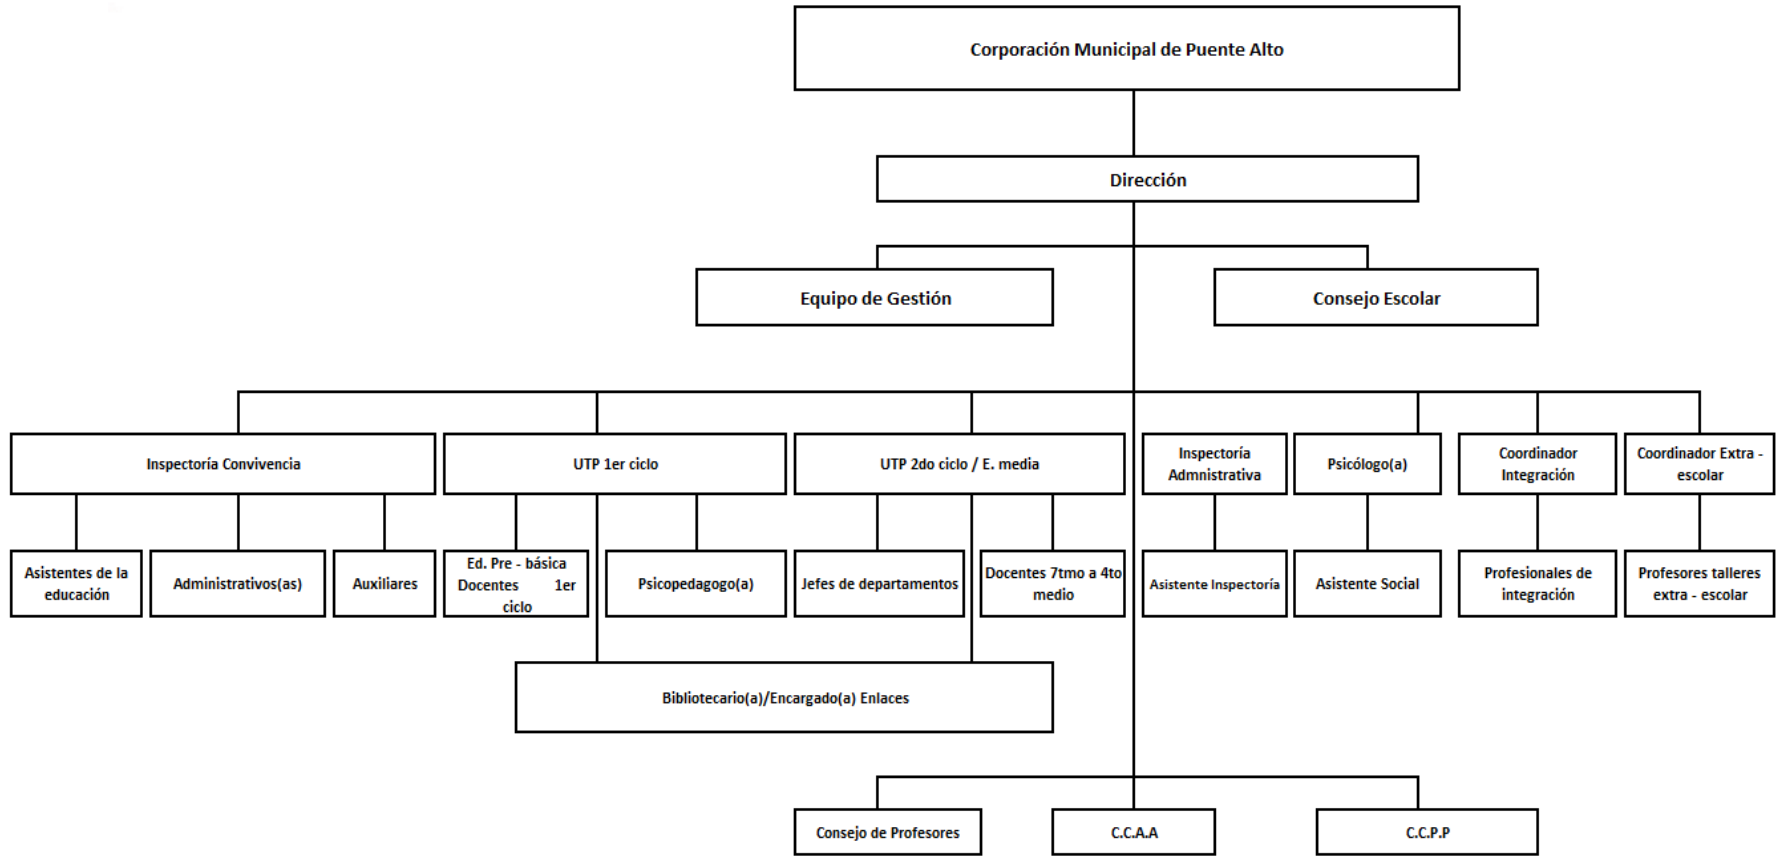 Corporación Municipal de Puente Alto
Dirección
Equipo de Gestión
Consejo Escolar
Inspectoría Convivencia
UTP 1er ciclo
UTP 2do ciclo / E. media
Inspectoría
Admnistrativa
Psicólogo(a)
Coordinador
Integración
Coordinador Extra -
escolar
Asistentes de la
educación
Administrativos(as)
Auxiliares
Ed. Pre - básica
Docentes 1er
ciclo
Psicopedagogo(a)
Jefes de departamentos
Docentes 7tmo a 4to
medio
Asistente Inspectoría
Asistente Social
Profesionales de
integración
Profesores talleres
extra - escolar
Bibliotecario(a)/Encargado(a) Enlaces
Consejo de Profesores
C.C.A.A
C.C.P.P